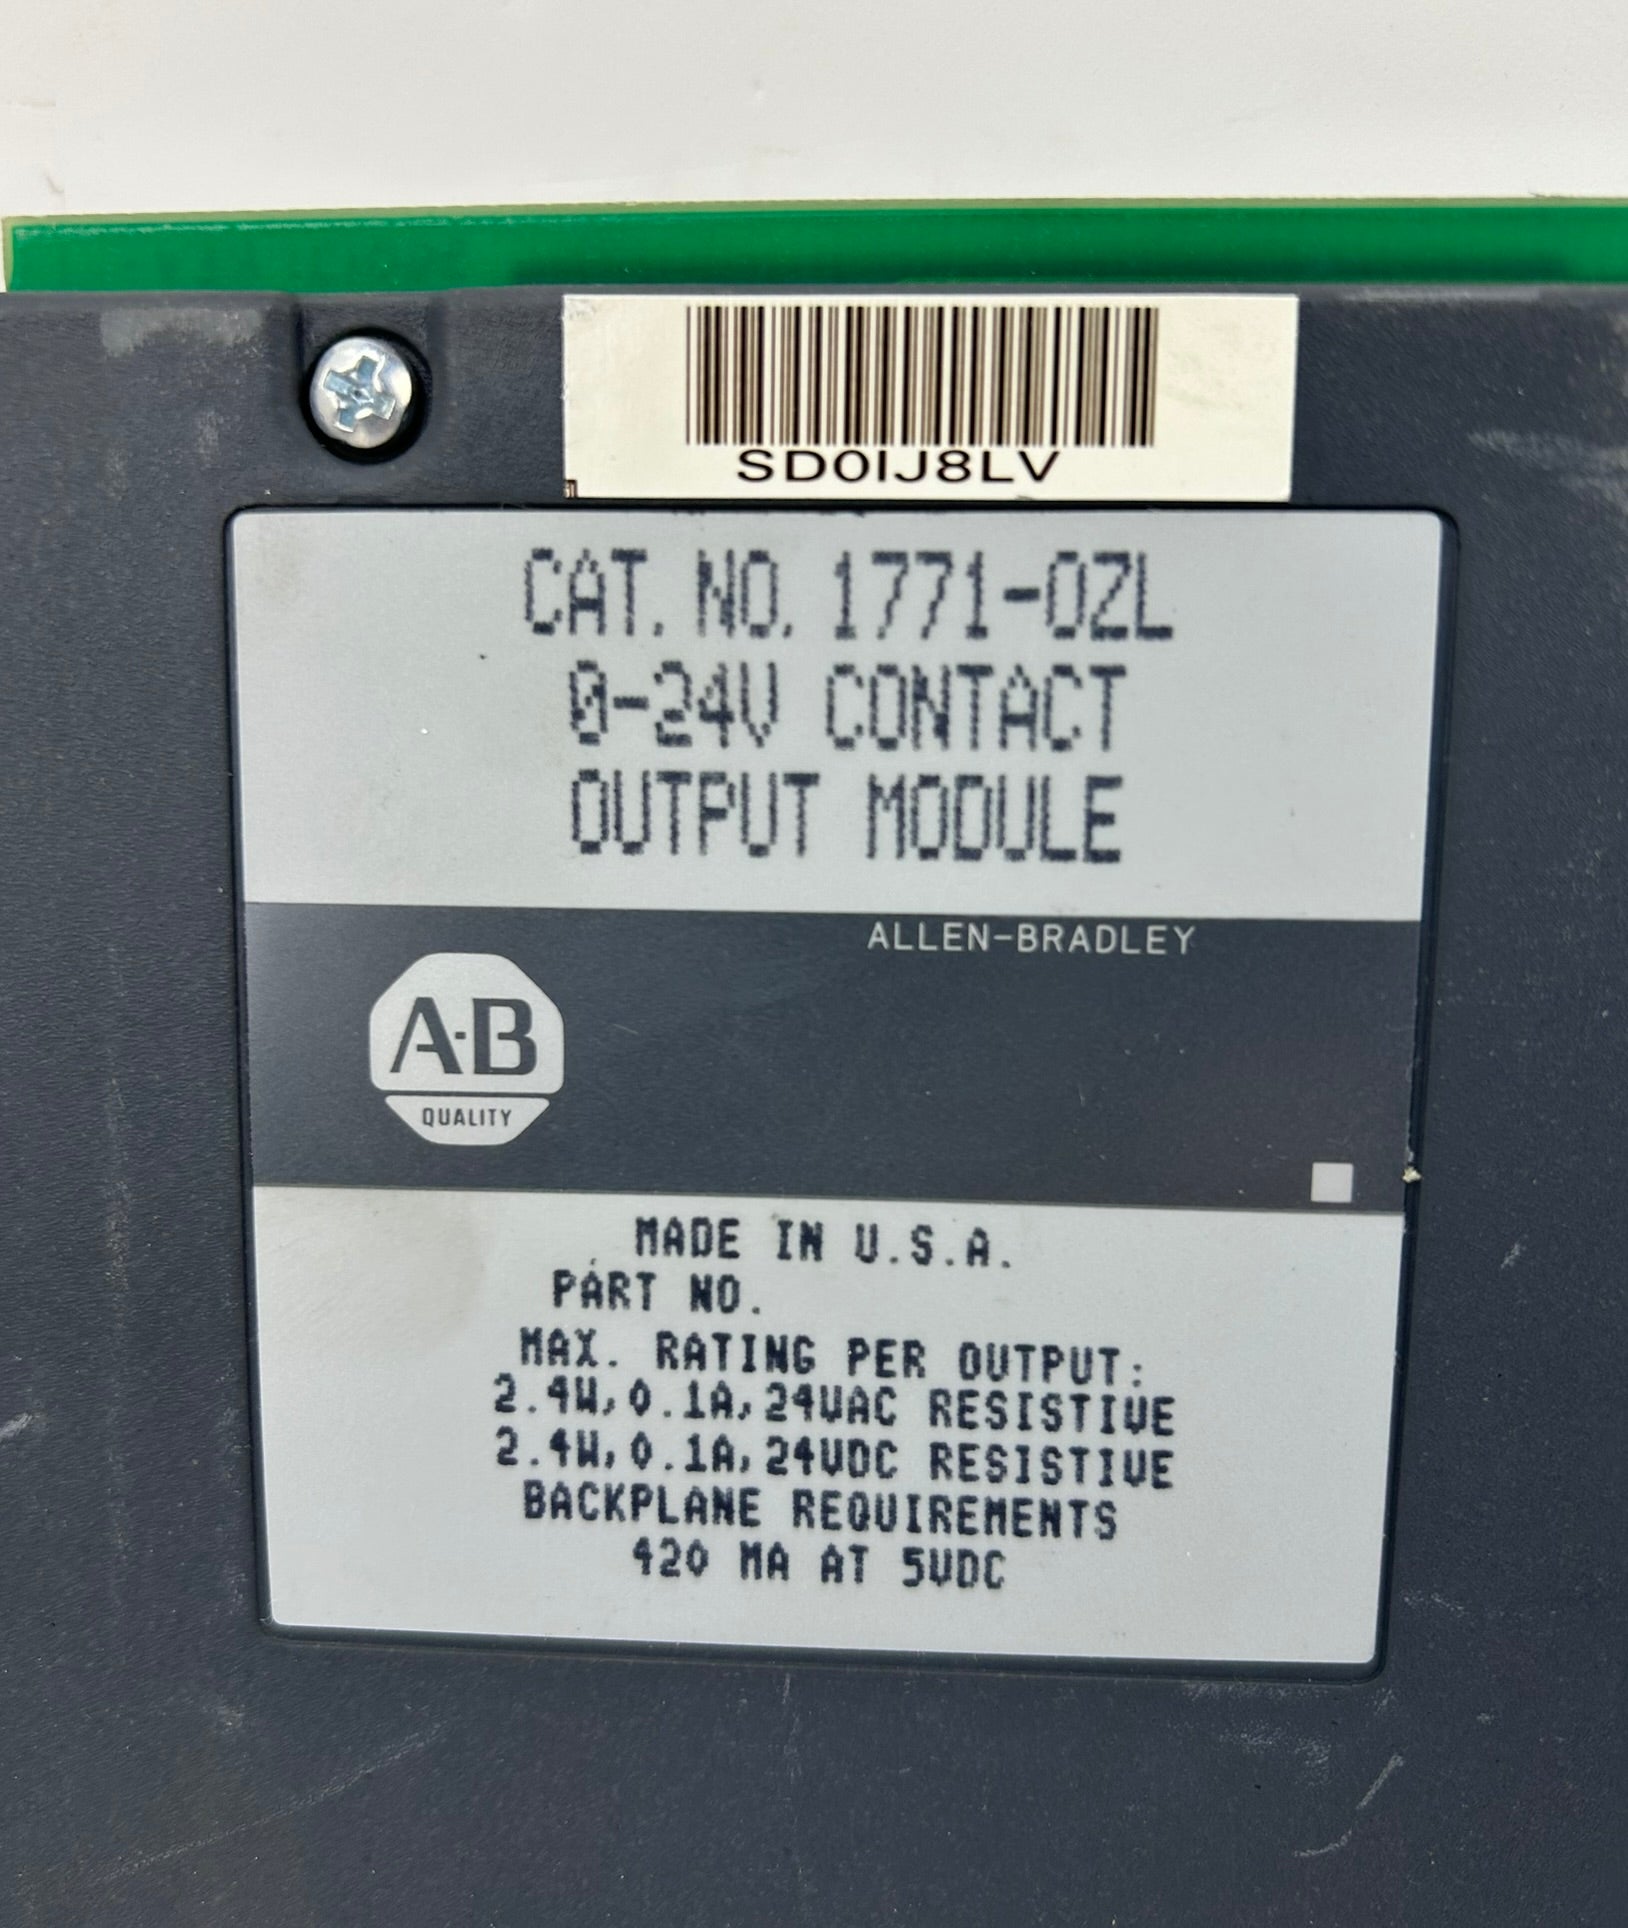 SD0IJ8LV
CAT. NO. 1771-OZL
0-24V CONTACT
OUTPUT MODULE
ALLEN-BRADLEY
A-B
QUALITY
MADE IN U.S.A.
PART NO.
MAX. RATING PER OUTPUT:
2.4W, 0.1A, 24VAC RESISTIVE
2.4W, 0.1A, 24VDC RESISTIVE
BACKPLANE REQUIREMENTS
420 MA AT 5VDC